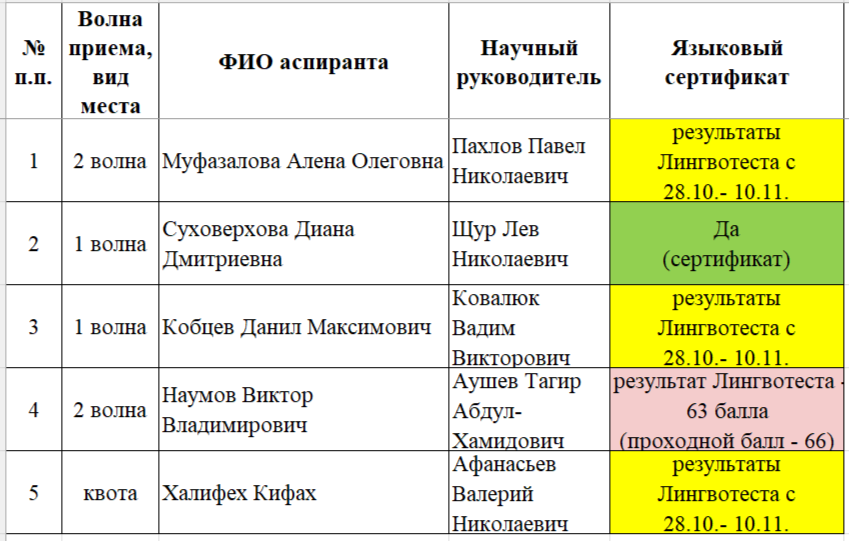 №
п.п.
Волна
приема,
вид
места
ФИО аспиранта
Научный
руководитель
Языковый
сертификат
1
2 волна
Муфазалова Алена Олеговна
Пахлов Павел
Николаевич
результаты
Лингвотеста с
28.10.- 10.11.
2
1 волна
Суховерхова Диана
Дмитриевна
Щур Лев
Николаевич
Да
(сертификат)
3
1 волна
Кобцев Данил Максимович
Ковалюк
Вадим
Викторович
результаты
Лингвотеста с
28.10.- 10.11.
4
2 волна
Наумов Виктор
Владимирович
Аушев Тагир
Абдул-
Хамидович
результат Лингвотеста -
63 балла
(проходной балл - 66)
5
квота
Халифех Кифах
Афанасьев
Валерий
Николаевич
результаты
Лингвотеста с
28.10.- 10.11.